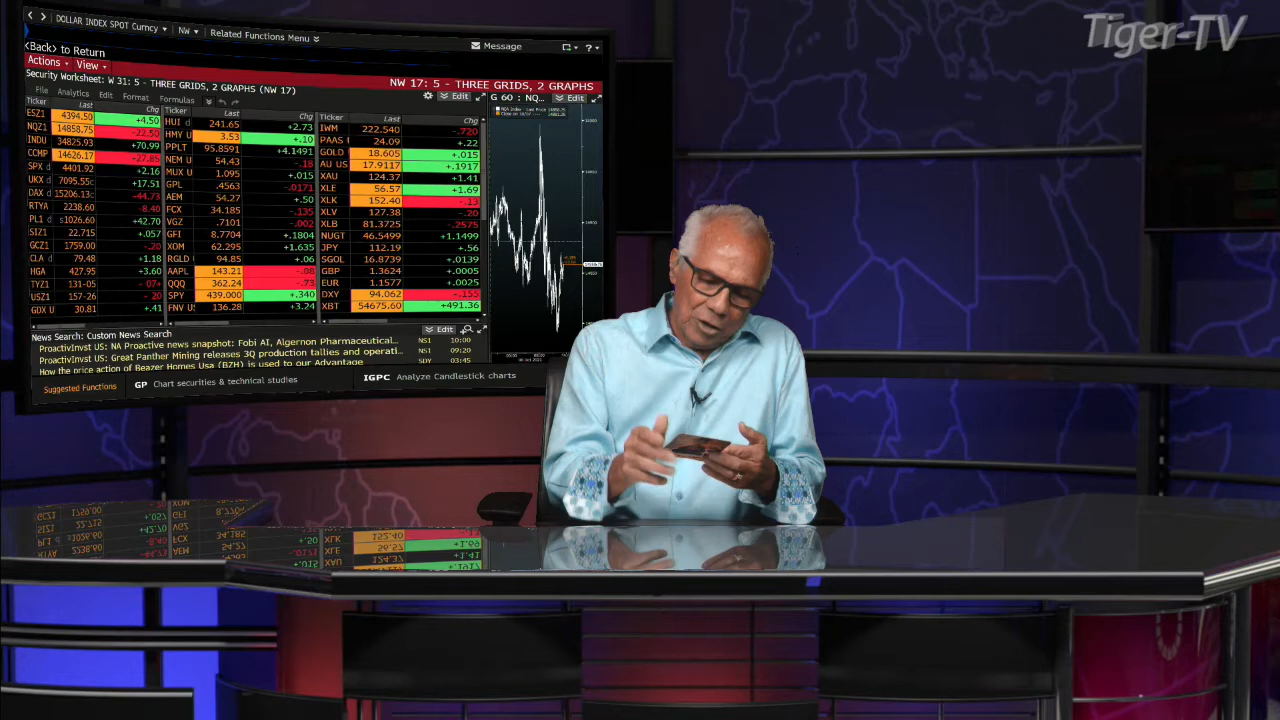 Tiger-TV
DOLLAR INDEX SPOT Curncy NW Related Functions Menu
Message ?
<Back> to Return
Actions View
NW 17: 5 - THREE GRIDS, 2 GRAPHS
Security Worksheet: W 31: 5 - THREE GRIDS, 2 GRAPHS (NW 17)
File Analytics Edit Format Formulas
Edit
G 60 : NQ... Edit
Ticker Last Chg
ESZ1 4394.50 +4.50
NQZ1 14858.75 -22.50
INDU 34825.93 +70.99
CCMP 14626.17 -27.85
SPX d 4401.92 +2.16
UKX d 7095.55c +17.51
DAX d 15206.13c -44.73
RTYA 2238.60 -8.40
PL1 d s1026.60 +42.70
SIZ1 22.715 +.057
GCZ1 1759.00 -.20
CLA d 79.48 +1.18
HGA 427.95 +3.60
TYZ1 131-05 -07+
USZ1 157-26 -20
GDX U 30.81 +.41
Ticker Last Chg
HUI d 241.65 +2.73
HMY U 3.53 +.10
PPLT 95.8591 +4.1491
NEM U 54.43 -.18
MUX U 1.095 +.015
GPL .4563 -.0171
AEM 54.27 +.50
FCX 34.185 -.135
VGZ .7101 -.002
GFI 8.7704 +.1804
XOM 62.295 +1.635
RGLD 94.85 +.06
AAPL 143.21 -.08
QQQ 362.24 -.73
SPY 439.000 +.340
FNV U 136.28 +3.24
Ticker Last Chg
IWM 222.540 -.720
PAAS 24.09 +.22
GOLD 18.605 +.015
AU US 17.9117 +.1917
XAU 124.37 +1.41
XLE 56.57 +1.69
XLK 152.40 -.13
XLV 127.38 -.20
XLB 81.3725 -.2575
NUGT 46.5499 +1.1499
JPY 112.19 +.56
SGOL 16.8739 +.0139
GBP 1.3624 +.0005
EUR 1.1577 +.0025
DXY 94.062 -.155
XBT 54675.60 +491.36
News Search: Custom News Search
Edit
ProactivInvst US: NA Proactive news snapshot: Fobi AI, Algernon Pharmaceutical... NS1 10:00
ProactivInvst US: Great Panther Mining releases 3Q production tallies and operati... NS1 09:20
How the price action of Beazer Homes Usa (BZH) is used to our Advantage SDY 03:45
Suggested Functions GP Chart securities & technical studies IGPC Analyze Candlestick charts